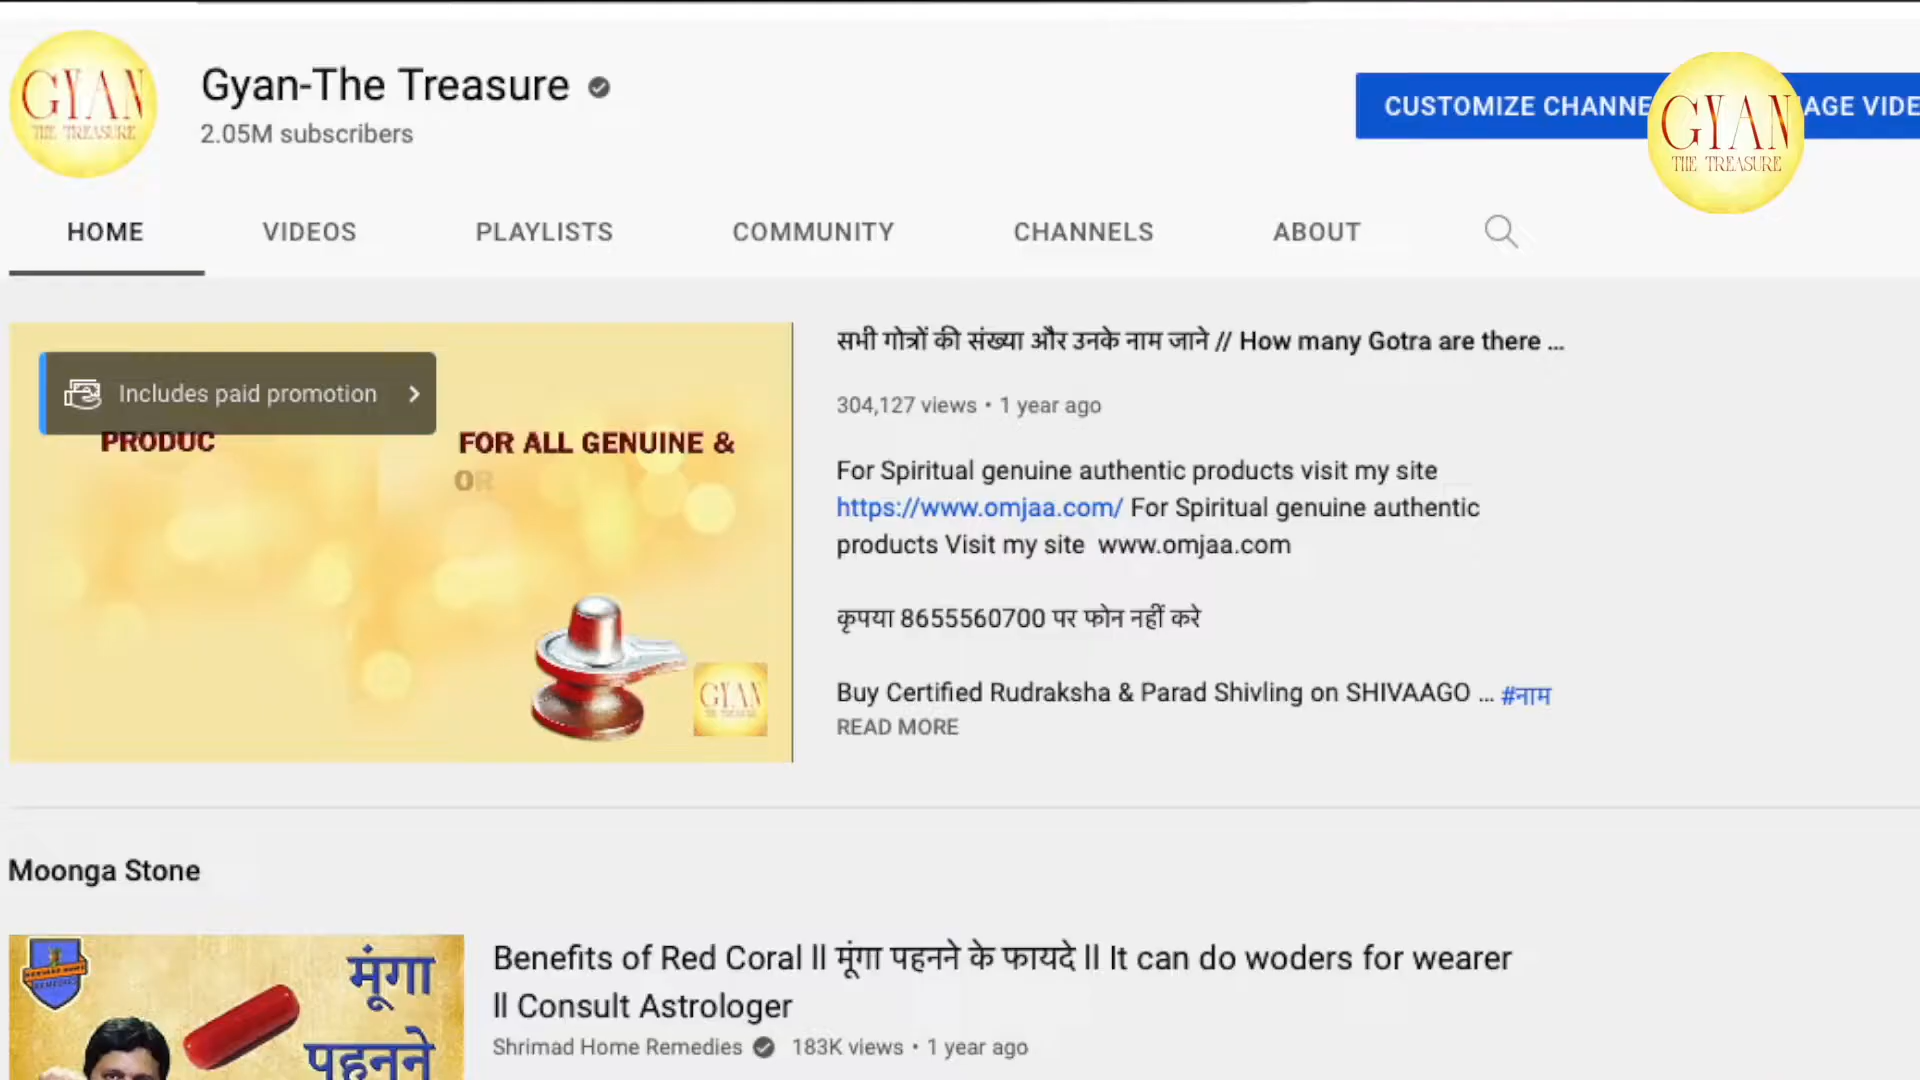 GYAN
THE TREASURE
Gyan-The Treasure
2.05M subscribers
CUSTOMIZE CHANNE
AGE VIDE
GYAN
THE TREASURE
HOME
VIDEOS
PLAYLISTS
COMMUNITY
CHANNELS
ABOUT
Includes paid promotion
PRODUC
FOR ALL GENUINE &
OR
GYAN
THE TREASURE
सभी गोत्रों की संख्या और उनके नाम जाने // How many Gotra are there ...
304,127 views • 1 year ago
For Spiritual genuine authentic products visit my site
https://www.omjaa.com/ For Spiritual genuine authentic
products Visit my site www.omjaa.com
कृपया 8655560700 पर फोन नहीं करे
Buy Certified Rudraksha & Parad Shivling on SHIVAAGO ... #नाम
READ MORE
Moonga Stone
मूंगा
पहनने
Benefits of Red Coral ll मूंगा पहनने के फायदे ll It can do woders for wearer
ll Consult Astrologer
Shrimad Home Remedies 183K views • 1 year ago